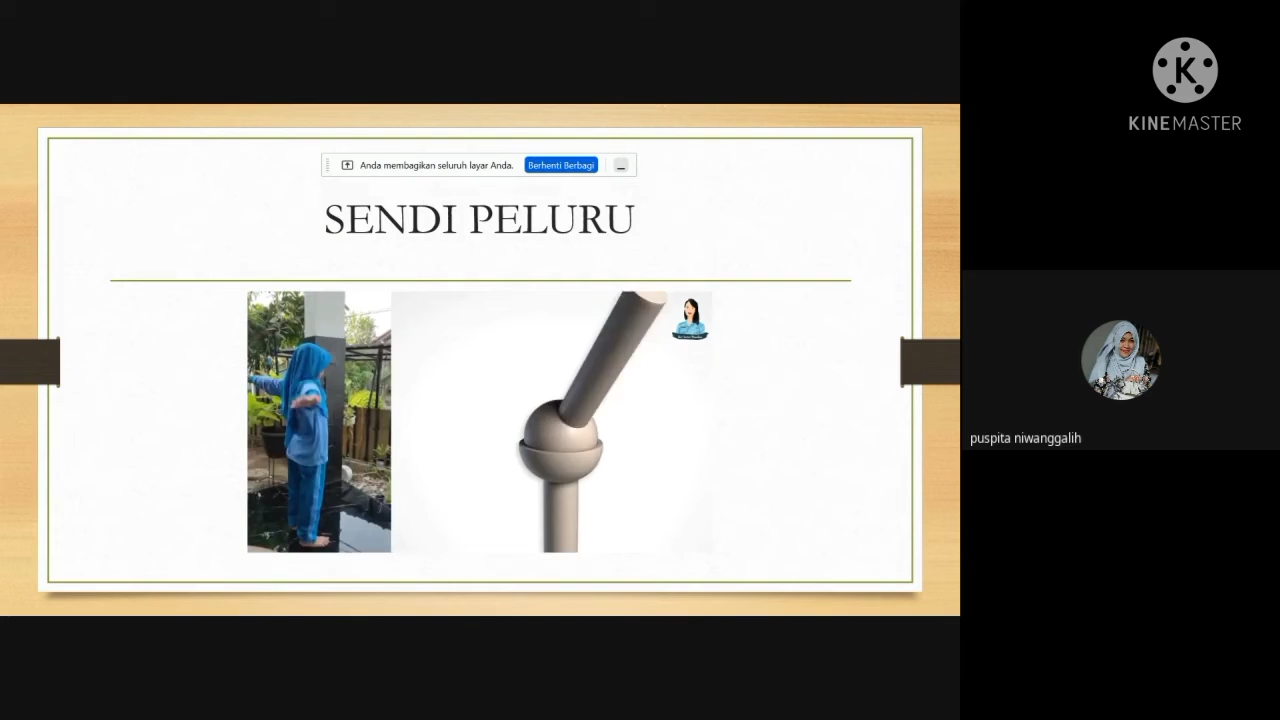 Anda membagikan seluruh layar Anda.
Berhenti Berbagi
SENDI PELURU
K
KINEMASTER
puspita niwanggalih